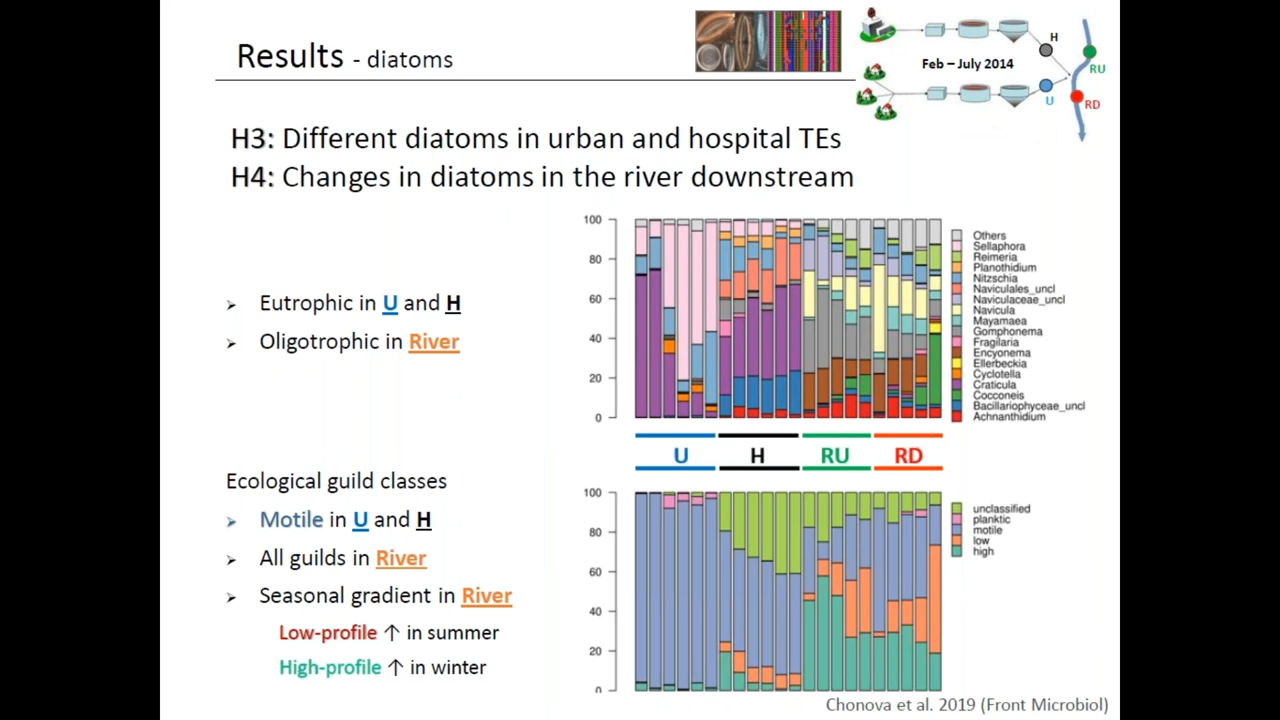 Results - diatoms
H
Feb – July 2014
RU
U
RD
H3: Different diatoms in urban and hospital TEs
H4: Changes in diatoms in the river downstream
➢ Eutrophic in U and H
➢ Oligotrophic in River
100
80
60
40
20
0
Others
Sellaphora
Reimeria
Planothidium
Nitzschia
Naviculales_uncl
Naviculaceae_uncl
Navicula
Mayamaea
Gomphonema
Fragilaria
Encyonema
Ellerbeckia
Cyclotella
Craticula
Cocconeis
Bacillariophyceae_uncl
Achnanthidium
U H RU RD
Ecological guild classes
➢ Motile in U and H
➢ All guilds in River
➢ Seasonal gradient in River
Low-profile ↑ in summer
High-profile ↑ in winter
100
80
60
40
20
0
unclassified
planktic
motile
low
high
Chonova et al. 2019 (Front Microbiol)